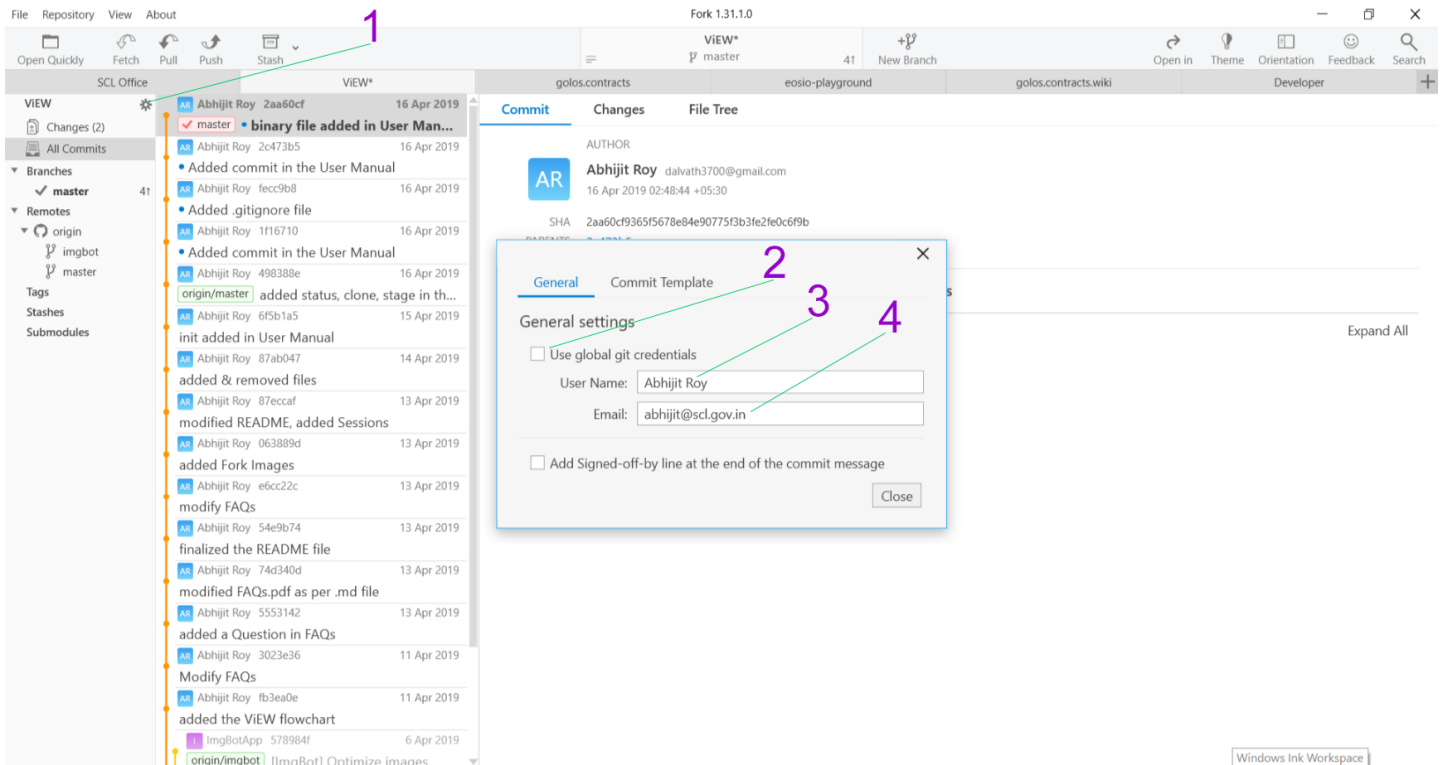 File Repository View About
Fork 1.31.1.0
Open Quickly Fetch Pull Push Stash
ViEW*
master
4↑
New Branch
Open in Theme Orientation Feedback Search
1
SCL Office
ViEW*
golos.contracts
eosio-playground
golos.contracts.wiki
Developer
ViEW
Changes (2)
All Commits
Branches
master 4↑
Remotes
origin
imgbot
master
Tags
Stashes
Submodules
AR Abhijit Roy 2aa60cf 16 Apr 2019
master • binary file added in User Man...
AR Abhijit Roy 2c473b5 16 Apr 2019
• Added commit in the User Manual
AR Abhijit Roy fecc9b8 16 Apr 2019
• Added .gitignore file
AR Abhijit Roy 1f16710 16 Apr 2019
• Added commit in the User Manual
AR Abhijit Roy 498388e 16 Apr 2019
origin/master added status, clone, stage in th...
AR Abhijit Roy 6f5b1a5 15 Apr 2019
init added in User Manual
AR Abhijit Roy 87ab047 14 Apr 2019
added & removed files
AR Abhijit Roy 87eccaf 13 Apr 2019
modified README, added Sessions
AR Abhijit Roy 063889d 13 Apr 2019
added Fork Images
AR Abhijit Roy e6cc22c 13 Apr 2019
modify FAQs
AR Abhijit Roy 54e9b74 13 Apr 2019
finalized the README file
AR Abhijit Roy 74d340d 13 Apr 2019
modified FAQs.pdf as per .md file
AR Abhijit Roy 5553142 13 Apr 2019
added a Question in FAQs
AR Abhijit Roy 3023e36 11 Apr 2019
Modify FAQs
AR Abhijit Roy fb3ea0e 11 Apr 2019
added the ViEW flowchart
I ImgBotApp 578984f 6 Apr 2019
origin/imgbot [ImgBot] Optimize images
Commit Changes File Tree
AUTHOR
AR
Abhijit Roy dalvath3700@gmail.com
16 Apr 2019 02:48:44 +05:30
SHA 2aa60cf9365f5678e84e90775f3b3fe2fe0c6f9b
Expand All
General Commit Template
2
General settings
3
4
Use global git credentials
User Name: Abhijit Roy
Email: abhijit@scl.gov.in
Add Signed-off-by line at the end of the commit message
Close
Windows Ink Workspace